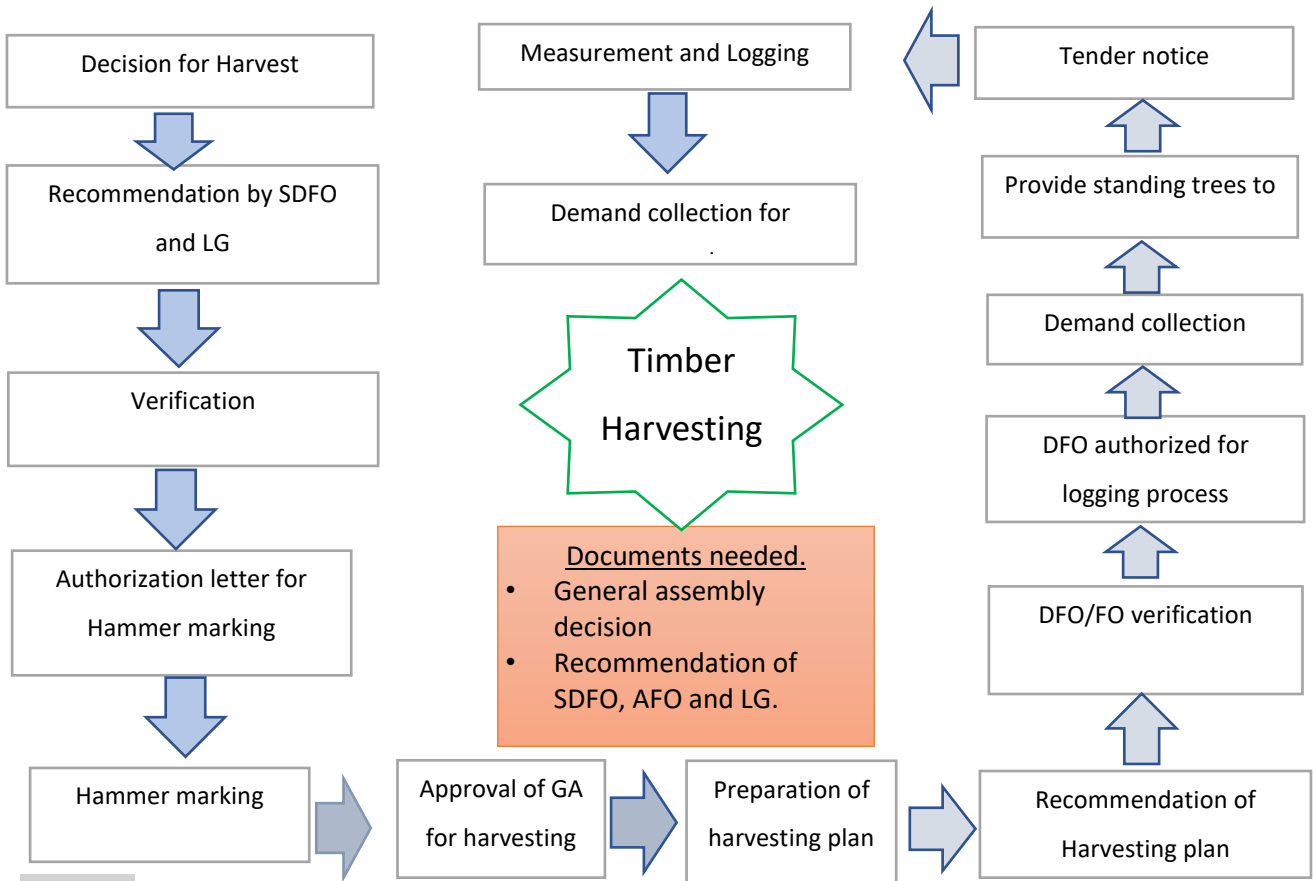 Decision for Harvest
Recommendation by SDFO
and LG
Verification
Authorization letter for
Hammer marking
Hammer marking
Approval of GA
for harvesting
Preparation of
harvesting plan
Recommendation of
Harvesting plan
DFO/FO verification
DFO authorized for
logging process
Demand collection
Provide standing trees to
Tender notice
Measurement and Logging
Demand collection for
.
Timber
Harvesting
Documents needed.
• General assembly
decision
• Recommendation of
SDFO, AFO and LG.